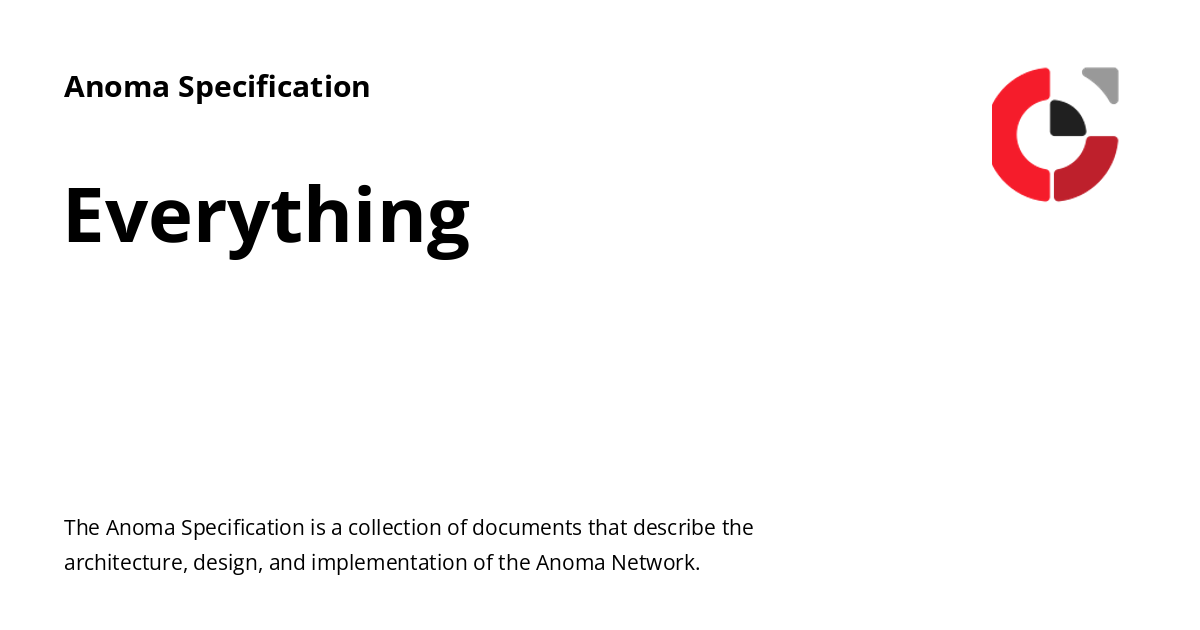 Anoma Specification
Everything
The Anoma Specification is a collection of documents that describe the
architecture, design, and implementation of the Anoma Network.